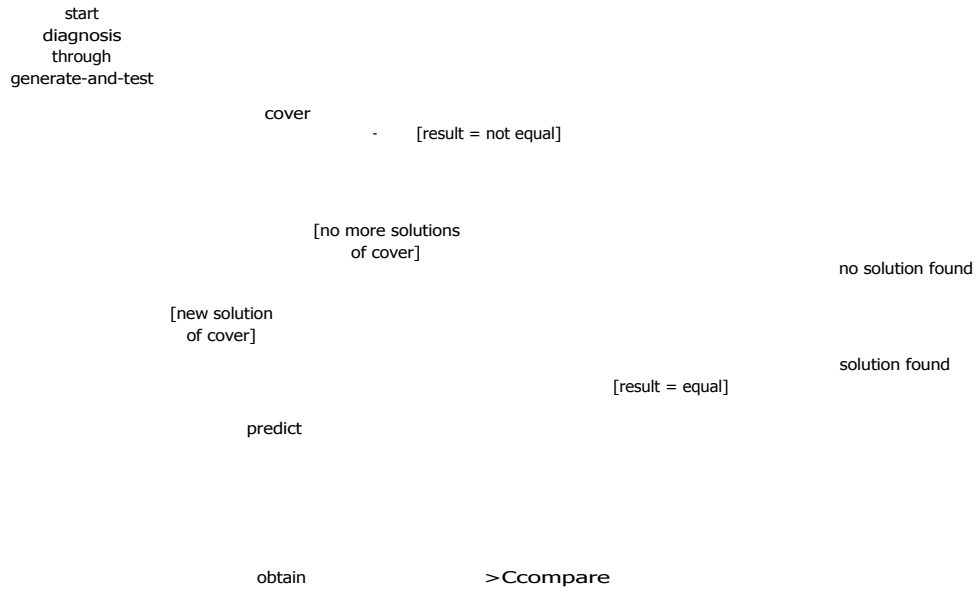 start
diagnosis
through
generate-and-test
cover
- [result = not equal]
[no more solutions
of cover]
no solution found
[new solution
of cover]
solution found
[result = equal]
predict
obtain
>Ccompare